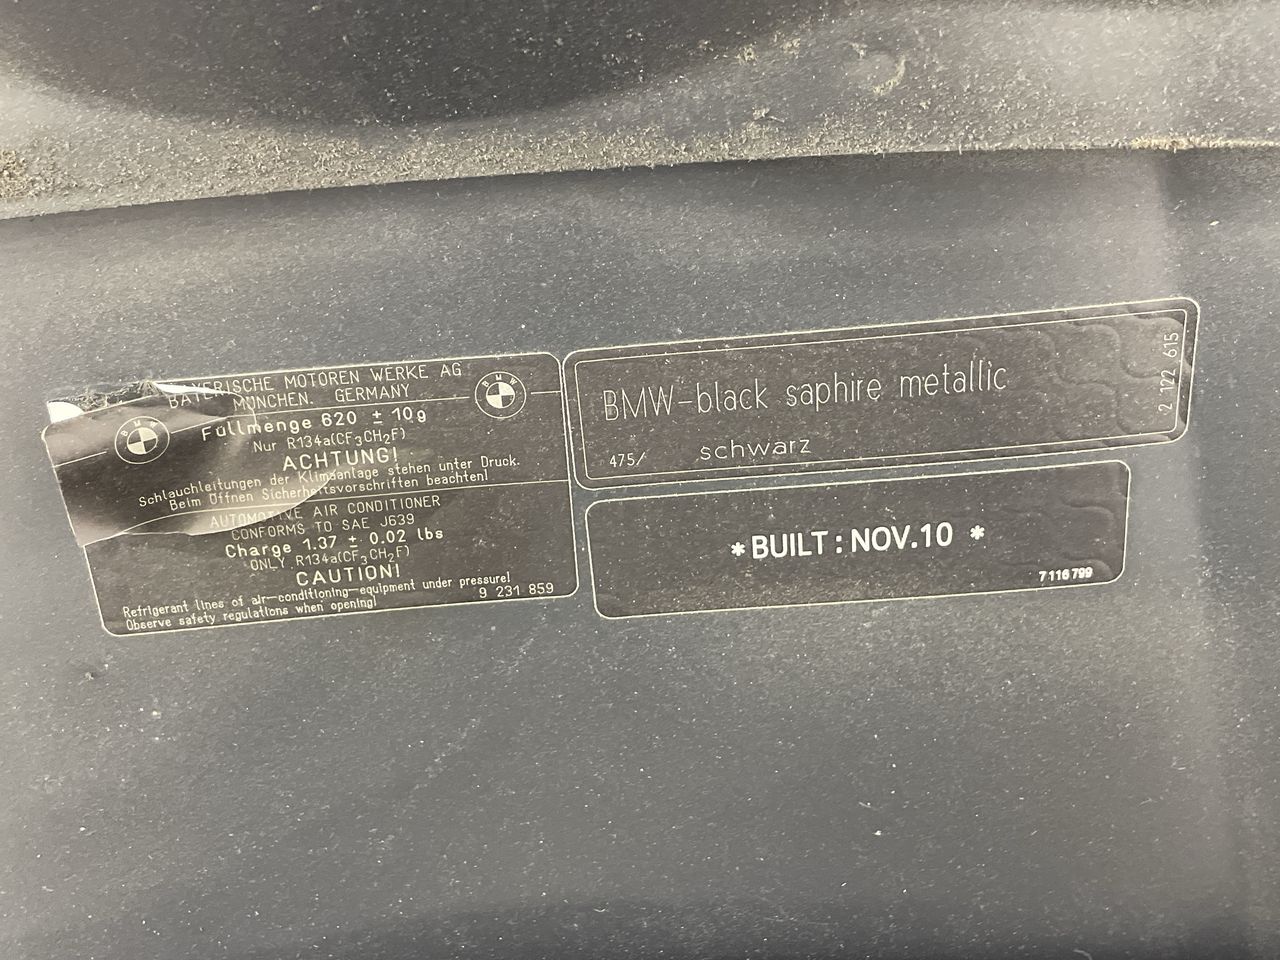 BAYERISCHE MOTOREN WERKE AG
MÜNCHEN, GERMANY
BMW
BMW
Füllmenge 620 ± 10g
Nur R134a(CF₃CH₂F)
ACHTUNG!
Schlauchleitungen der Klimaanlage stehen unter Druck.
Beim Öffnen Sicherheitsvorschriften beachten!
AUTOMOTIVE AIR CONDITIONER
CONFORMS TO SAE J639
Charge 1.37 ± 0.02 lbs
ONLY R134a(CF₃CH₂F)
CAUTION!
Refrigerant lines of air-conditioning-equipment under pressure!
Observe safety regulations when opening!
9 231 859
BMW-black saphire metallic
475/ schwarz
2 122 615
*BUILT : NOV.10 *
7 116 799